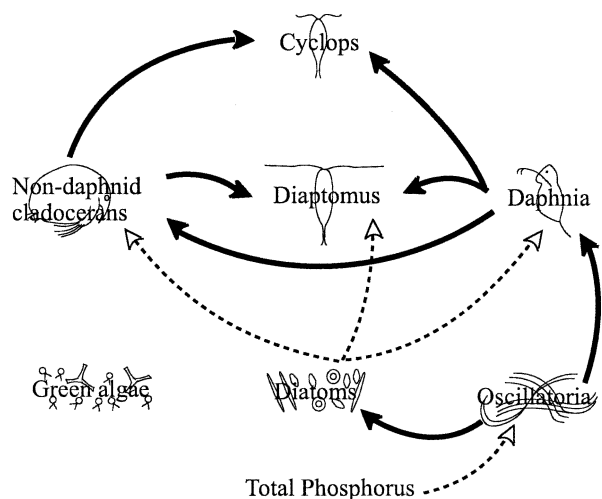 Cyclops
Non-daphnid
cladocerans
Diaptomus
Daphnia
Green algae
Diatoms
Oscillatoria
Total Phosphorus